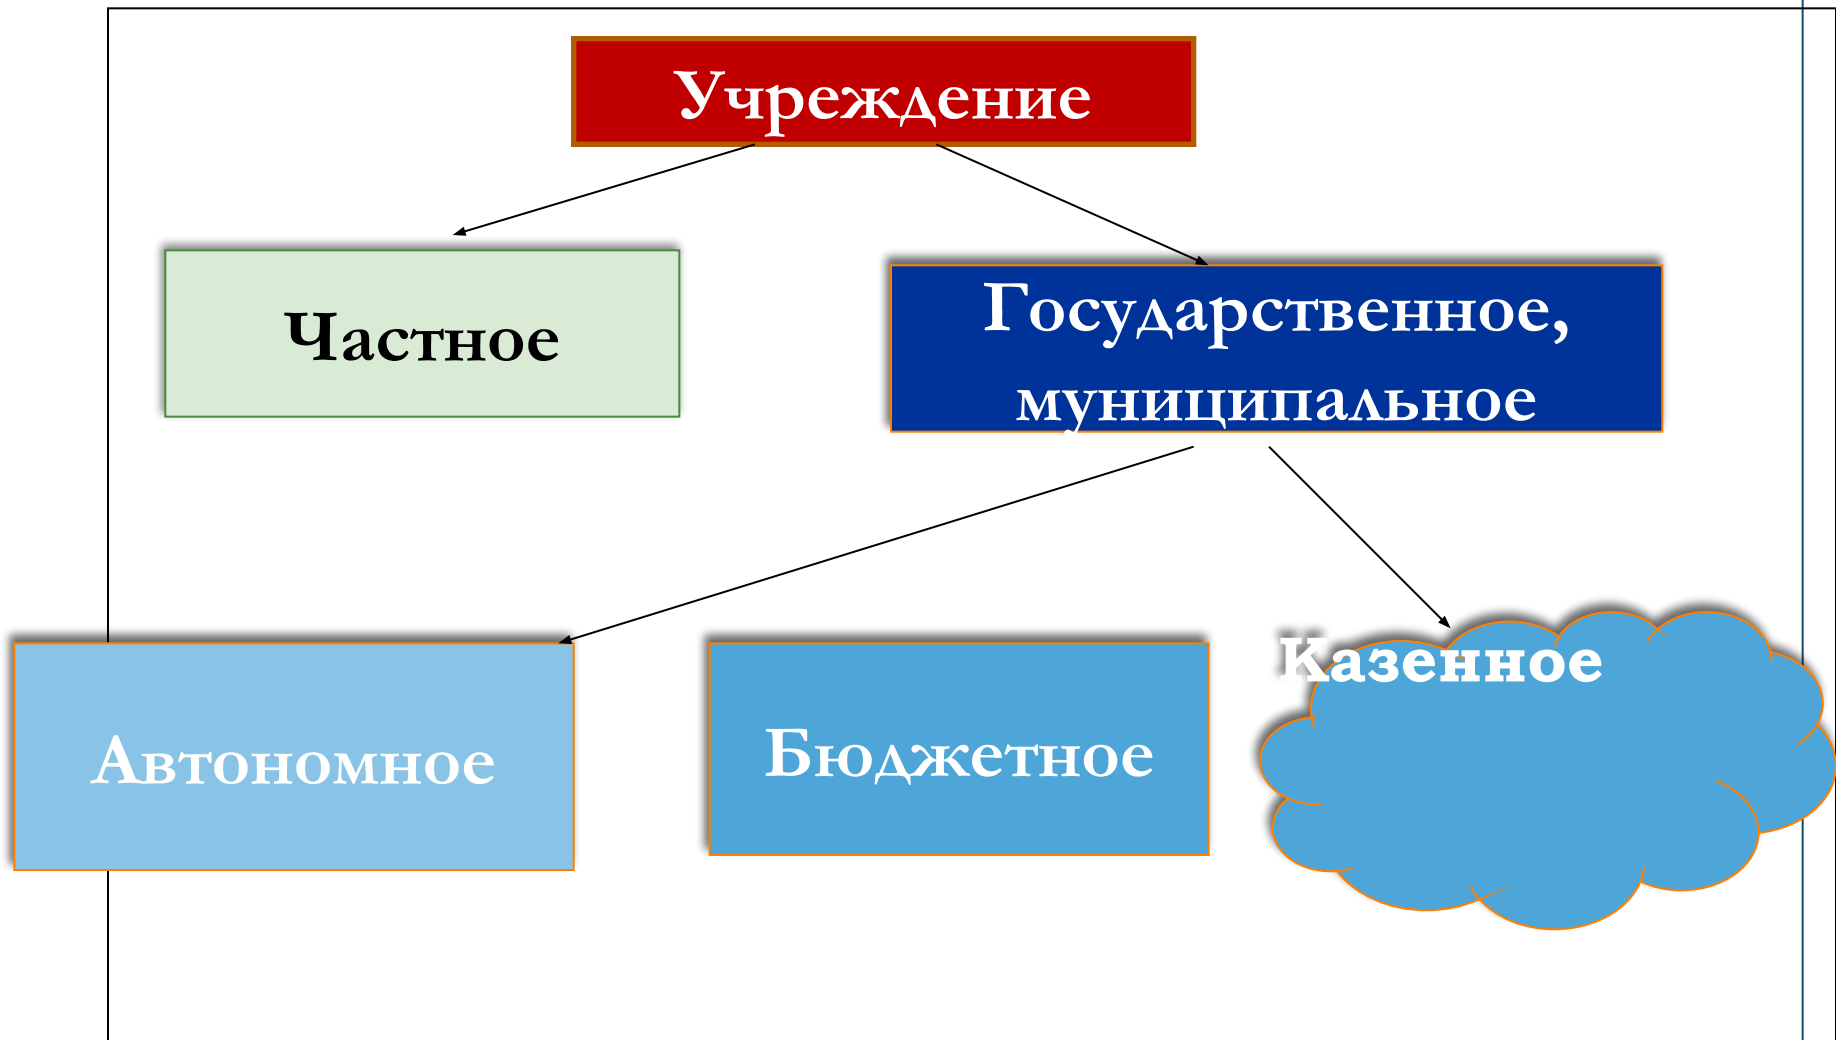 Учреждение
Частное
Государственное,
муниципальное
Автономное
Бюджетное
Казенное